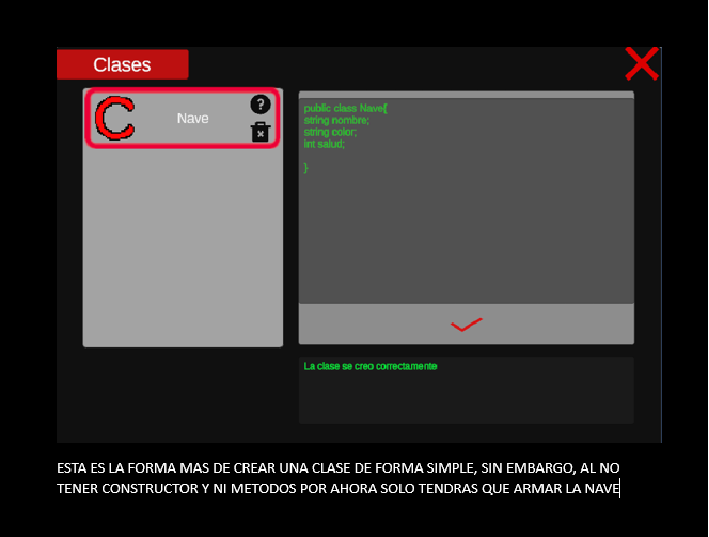 Clases
C
Nave
?
public class Nave{
string nombre;
string color;
int salud;
}
La clase se creo correctamente
ESTA ES LA FORMA MAS DE CREAR UNA CLASE DE FORMA SIMPLE, SIN EMBARGO, AL NO
TENER CONSTRUCTOR Y NI METODOS POR AHORA SOLO TENDRAS QUE ARMAR LA NAVE